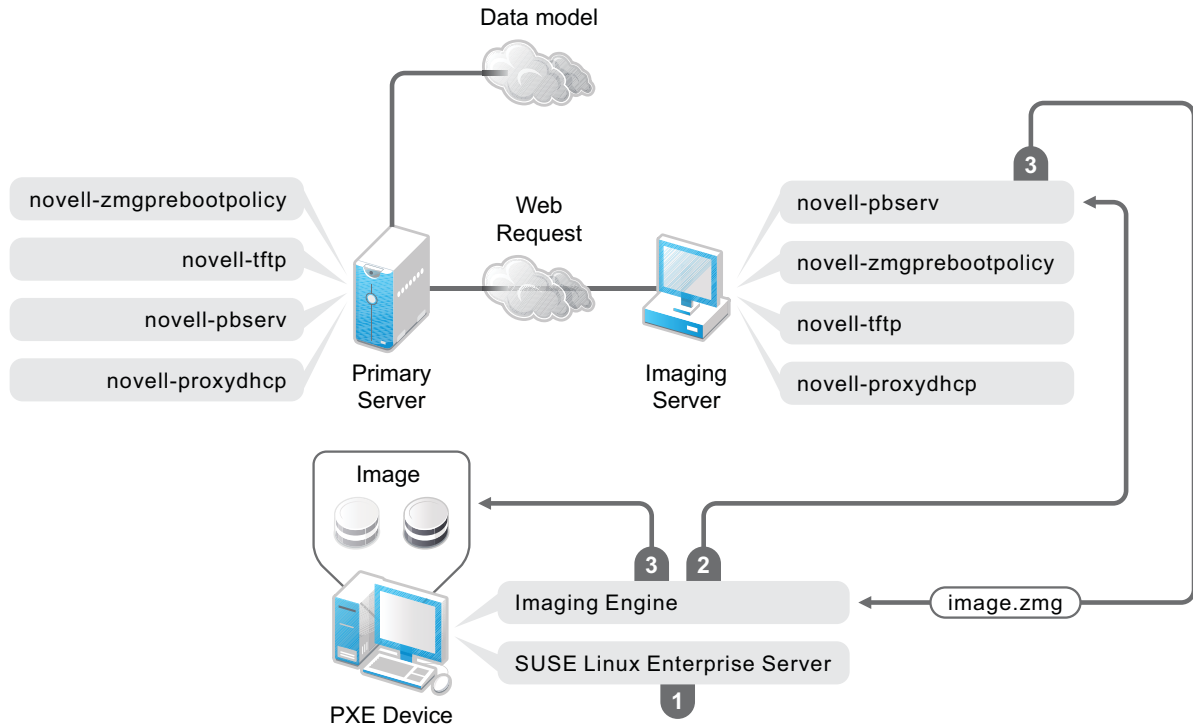 Data model
3
novell-zmgprebootpolicy
novell-tftp
novell-pbserv
novell-proxydhcp
Web
Request
novell-pbserv
novell-zmgprebootpolicy
novell-tftp
novell-proxydhcp
Primary
Server
Imaging
Server
Image
3
2
Imaging Engine
image.zmg
SUSE Linux Enterprise Server
1
PXE Device